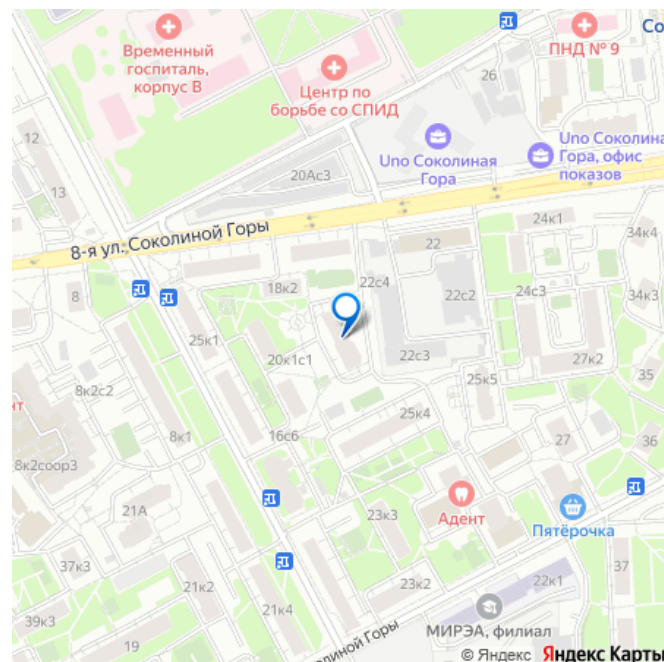 Со
Временный
госпиталь,
корпус В
ПНД № 9
Центр по
борьбе со СПИД
26
12
Uno Соколиная
Гора
Uno Соколина
Гора, офис
показов
13
20Ас3
8-я ул. Соколиной Горы
24к1
22
34к4
8
18к2
22с4
22с2
24с3
34к3
25к1
20к1с1
22с3
27к2
25к5
8к2с2
нт
25к4
16с6
8к1
27
36
8к2соор3
Адент
21А
Пятёрочка
23к3
37к3
37
23к2
22к1
21к2
39к3
21к4
МИРЭА, филиал
19
олиной Горы
© Яндекс Яндекс Карты